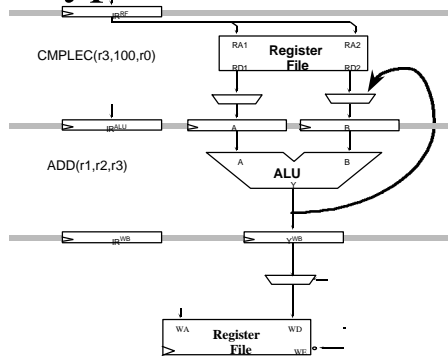 IR RF
RA1 RA2
CMPLEC(r3,100,r0)
Register
File
RD1 RD2
IR ALU
A B
ADD(r1,r2,r3)
A B
ALU
Y
IR WB
Y WB
WA Register WD
File
WE